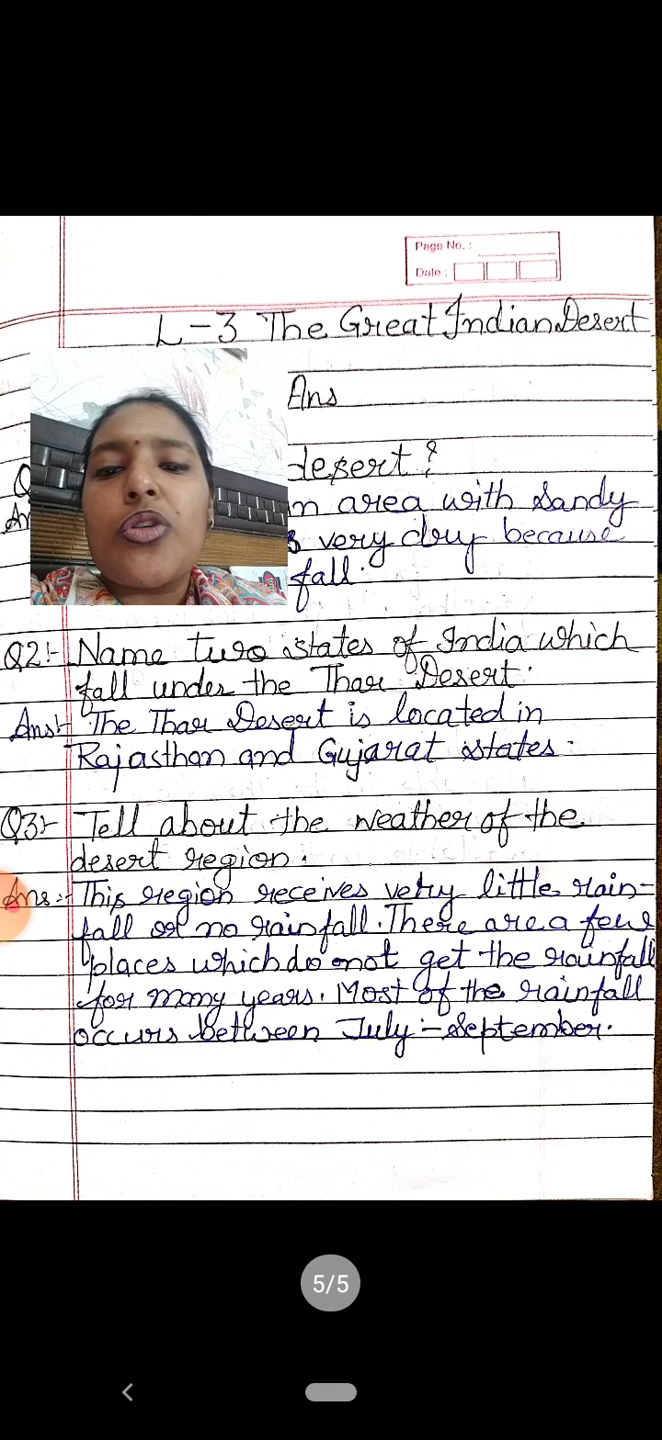 Page No. :
Date :
L-3 The Great Indian Desert
Ans
desert?
n area with Sandy
s very dry because
fall.
Q2:- Name two states of India which
fall under the Thar Desert.
Ans:- The Thar Desert is located in
Rajasthan and Gujarat states.
Q3:- Tell about the weather of the
desert region.
Ans:- This region receives very little rain-
fall or no rainfall. There are a few
places which do not get the rainfall
for many years. Most of the rainfall
occurs between July - September.
5/5